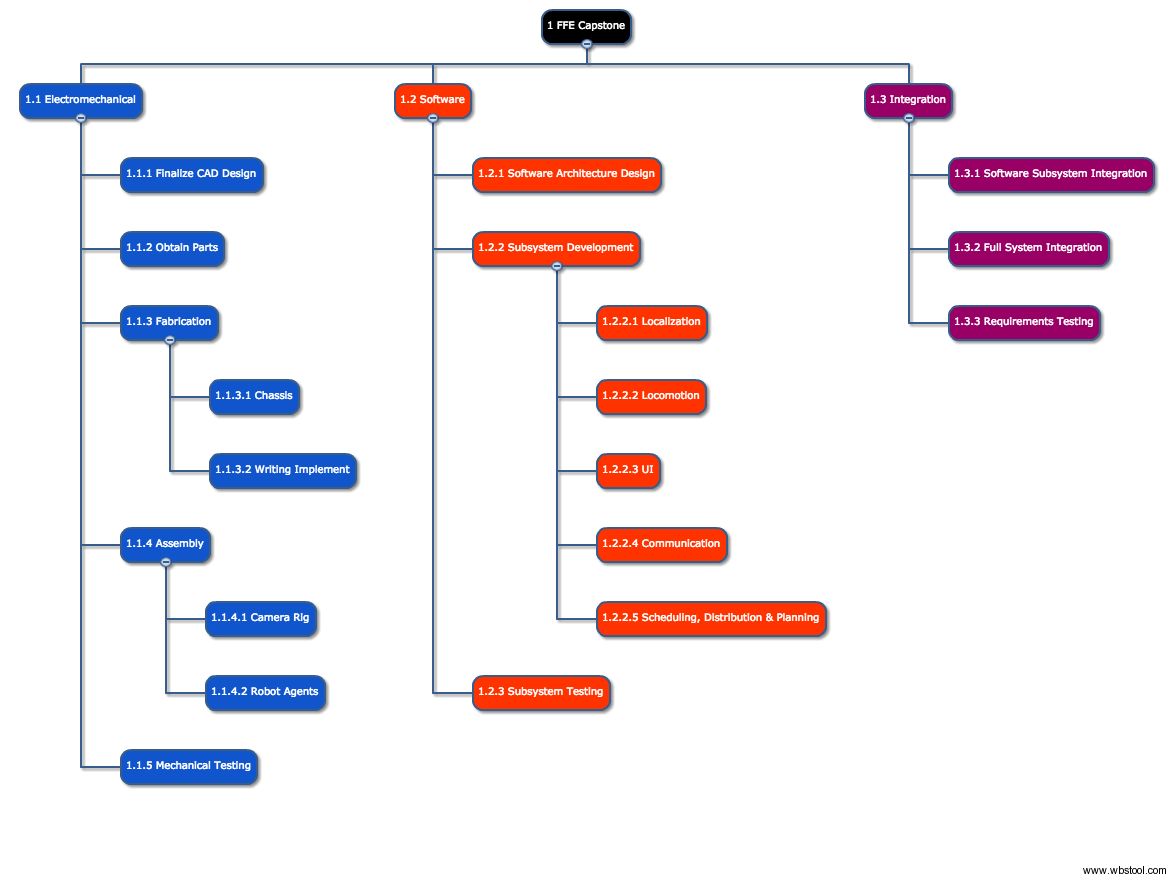 1 FFE Capstone
1.1 Electromechanical
1.1.1 Finalize CAD Design
1.1.2 Obtain Parts
1.1.3 Fabrication
1.1.3.1 Chassis
1.1.3.2 Writing Implement
1.1.4 Assembly
1.1.4.1 Camera Rig
1.1.4.2 Robot Agents
1.1.5 Mechanical Testing
1.2 Software
1.2.1 Software Architecture Design
1.2.2 Subsystem Development
1.2.2.1 Localization
1.2.2.2 Locomotion
1.2.2.3 UI
1.2.2.4 Communication
1.2.2.5 Scheduling, Distribution & Planning
1.2.3 Subsystem Testing
1.3 Integration
1.3.1 Software Subsystem Integration
1.3.2 Full System Integration
1.3.3 Requirements Testing
www.wbstool.com